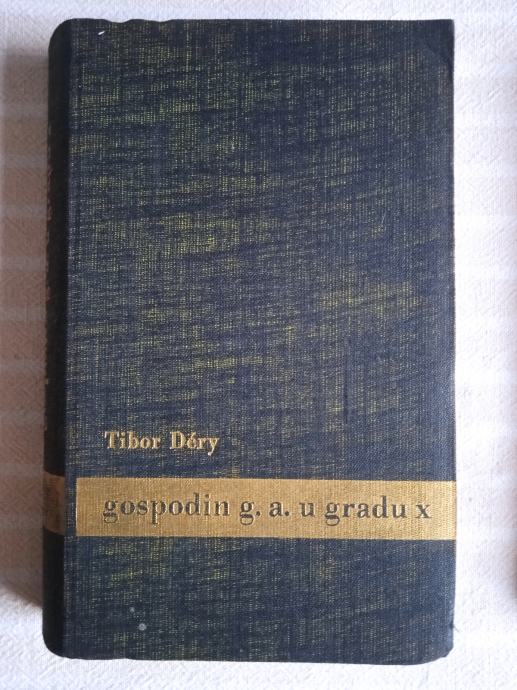 Tibor Déry
gospodin g. a. u gradu x